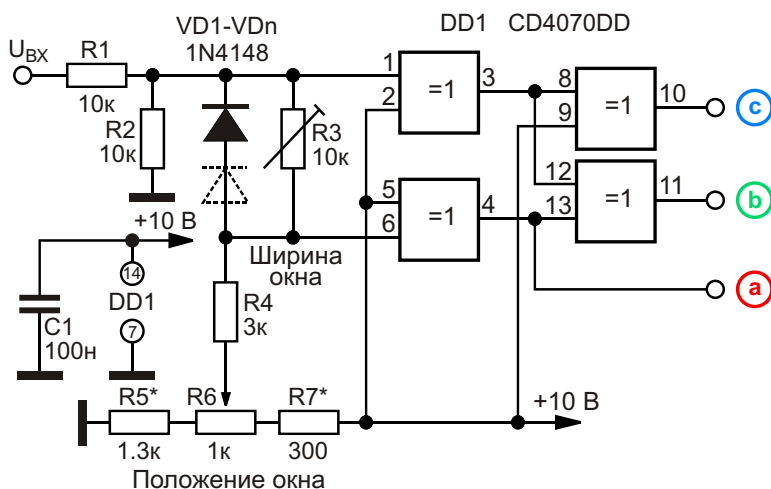 VD1-VDn
1N4148
DD1 CD4070DD
UВХ
R1
10к
R2
10к
R3
10к
1
2
=1
3
8
9
=1
10
c
5
6
=1
4
12
13
=1
11
b
a
+10 В
14
DD1
7
C1
100н
Ширина
окна
R4
3к
R5*
1.3к
R6
1к
R7*
300
+10 В
Положение окна